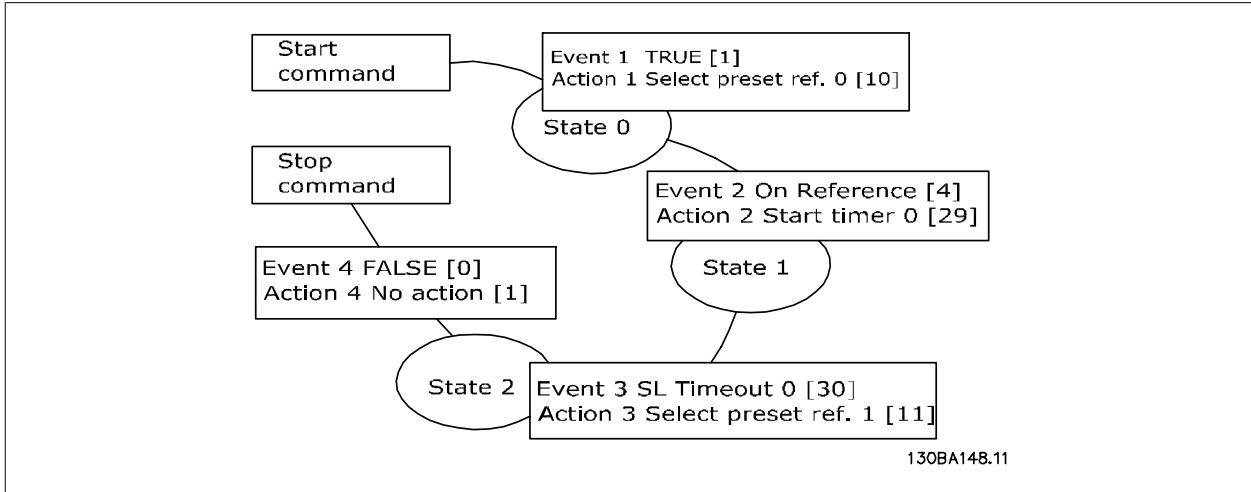 Start
command
Event 1 TRUE [1]
Action 1 Select preset ref. 0 [10]
State 0
Stop
command
Event 2 On Reference [4]
Action 2 Start timer 0 [29]
State 1
Event 4 FALSE [0]
Action 4 No action [1]
State 2
Event 3 SL Timeout 0 [30]
Action 3 Select preset ref. 1 [11]
130BA148.11